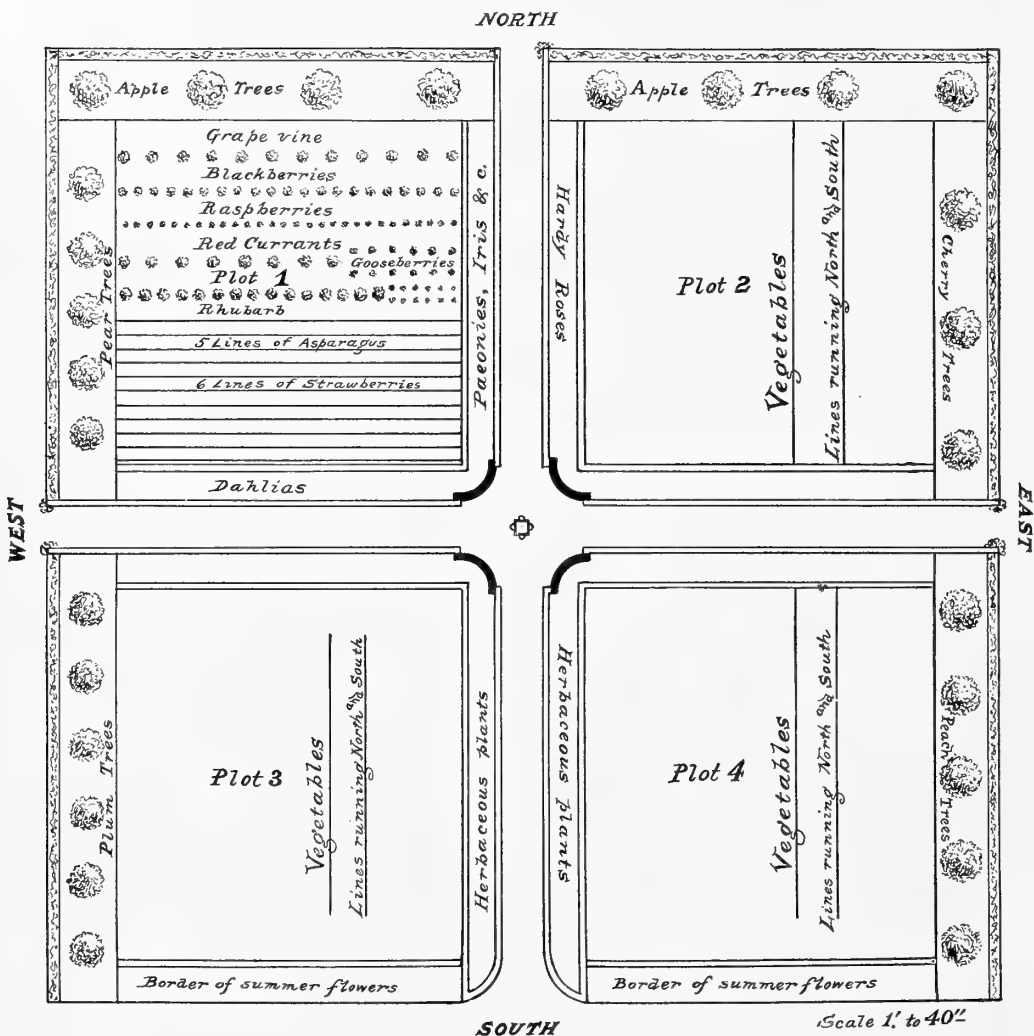 NORTH
Apple Trees
Apple Trees
Grape vine
Blackberries
Raspberries
Red Currants
Gooseberries
Plot 1
Rhubarb
5 Lines of Asparagus
6 Lines of Strawberries
Pear Trees
Paeonies, Iris & c.
Dahlias
Hardy Roses
Plot 2
Vegetables
Lines running North and South
Cherry Trees
WEST
EAST
Plum Trees
Plot 3
Vegetables
Lines running North and South
Herbaceous plants
Herbaceous plants
Plot 4
Vegetables
Lines running North and South
Peach Trees
Border of summer flowers
Border of summer flowers
Scale 1'. to 40"
SOUTH